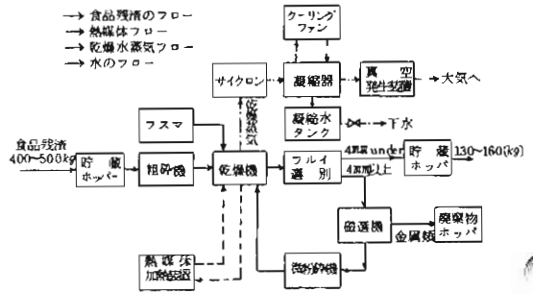 食品残渣のフロー
熱媒体フロー
乾燥水蒸気フロー
水のフロー
クーリング
ファン
サイクロン
凝縮器
真空
発生装置
大気へ
乾燥蒸気
凝縮水
タンク
下水
フスマ
食品残渣
400~500kg
貯蔵
ホッパー
粗砕機
乾燥機
フルイ
選別
4mm under
4mm以上
貯蔵
ホッパ
130~160(kg)
磁選機
金属類
廃棄物
ホッパ
熱媒体
加熱装置
微粉砕機